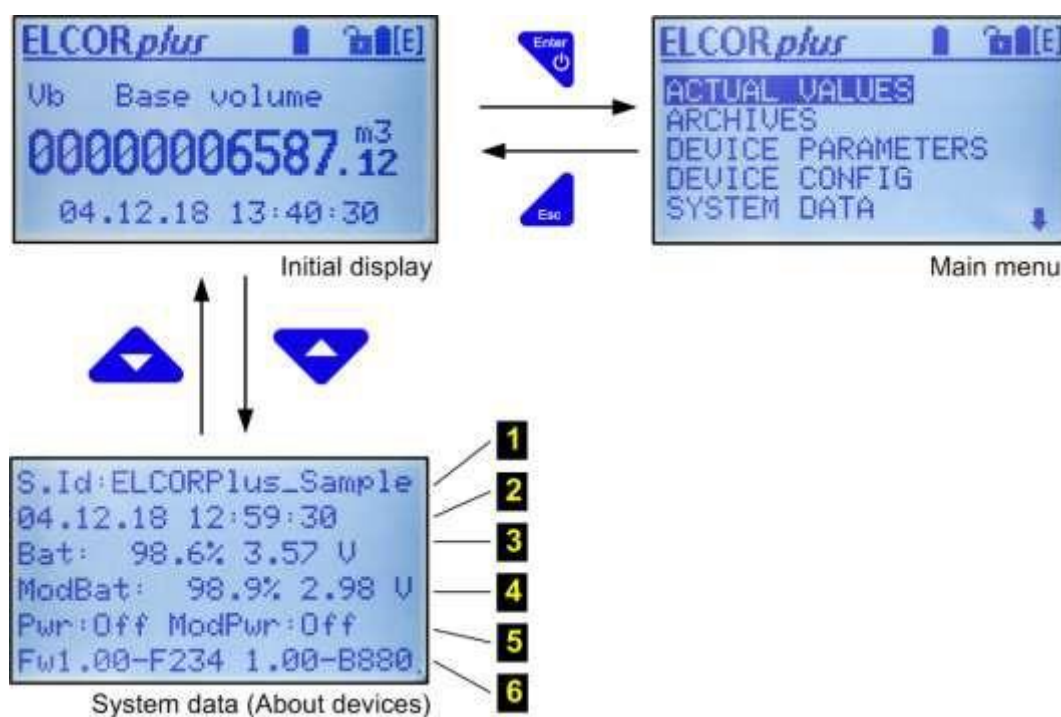 ELCORplus [E]
Vb Base volume
00000006587.12 m3
04.12.18 13:40:30
Initial display
Enter
Esc
ELCORplus [E]
ACTUAL VALUES
ARCHIVES
DEVICE PARAMETERS
DEVICE CONFIG
SYSTEM DATA
Main menu
S.Id:ELCORPlus_Sample
04.12.18 12:59:30
Bat: 98.6% 3.57 V
ModBat: 98.9% 2.98 V
Pwr:Off ModPwr:Off
Fw1.00-F234 1.00-B880
1
2
3
4
5
6
System data (About devices)